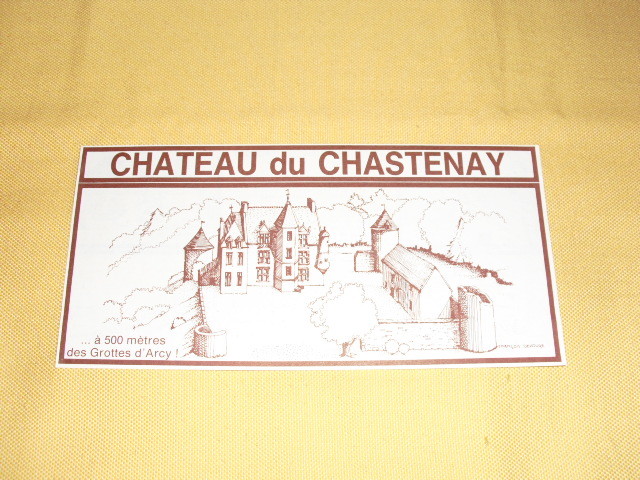 CHATEAU du CHASTENAY
... à 500 mètres
des Grottes d'Arcy !